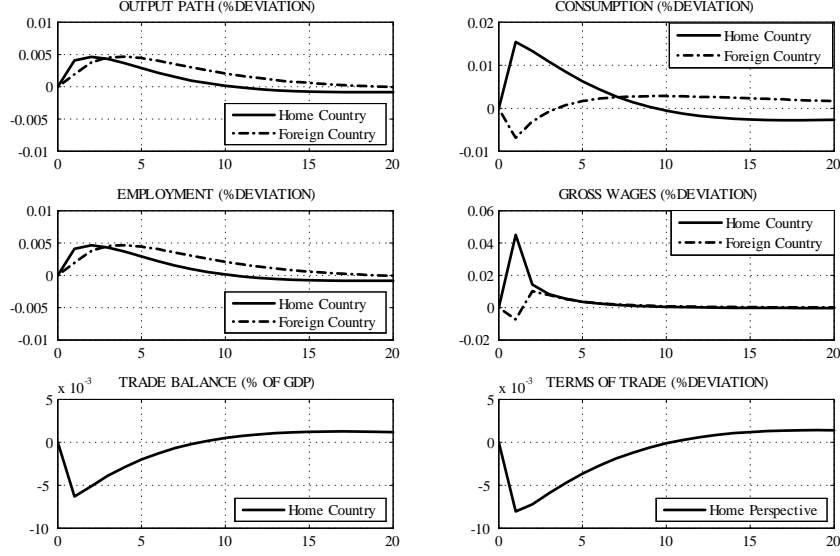 OUTPUT PATH (%DEVIATION)
0.01
0.005
0
-0.005
-0.01
0 5 10 15 20
Home Country
Foreign Country
CONSUMPTION (%DEVIATION)
0.02
0.01
0
-0.01
0 5 10 15 20
Home Country
Foreign Country
EMPLOYMENT (%DEVIATION)
0.01
0.005
0
-0.005
-0.01
0 5 10 15 20
Home Country
Foreign Country
GROSS WAGES (%DEVIATION)
0.06
0.04
0.02
0
-0.02
0 5 10 15 20
Home Country
Foreign Country
TRADE BALANCE (% OF GDP)
x 10⁻³
5
0
-5
-10
0 5 10 15 20
Home Country
TERMS OF TRADE (%DEVIATION)
x 10⁻³
5
0
-5
-10
0 5 10 15 20
Home Perspective